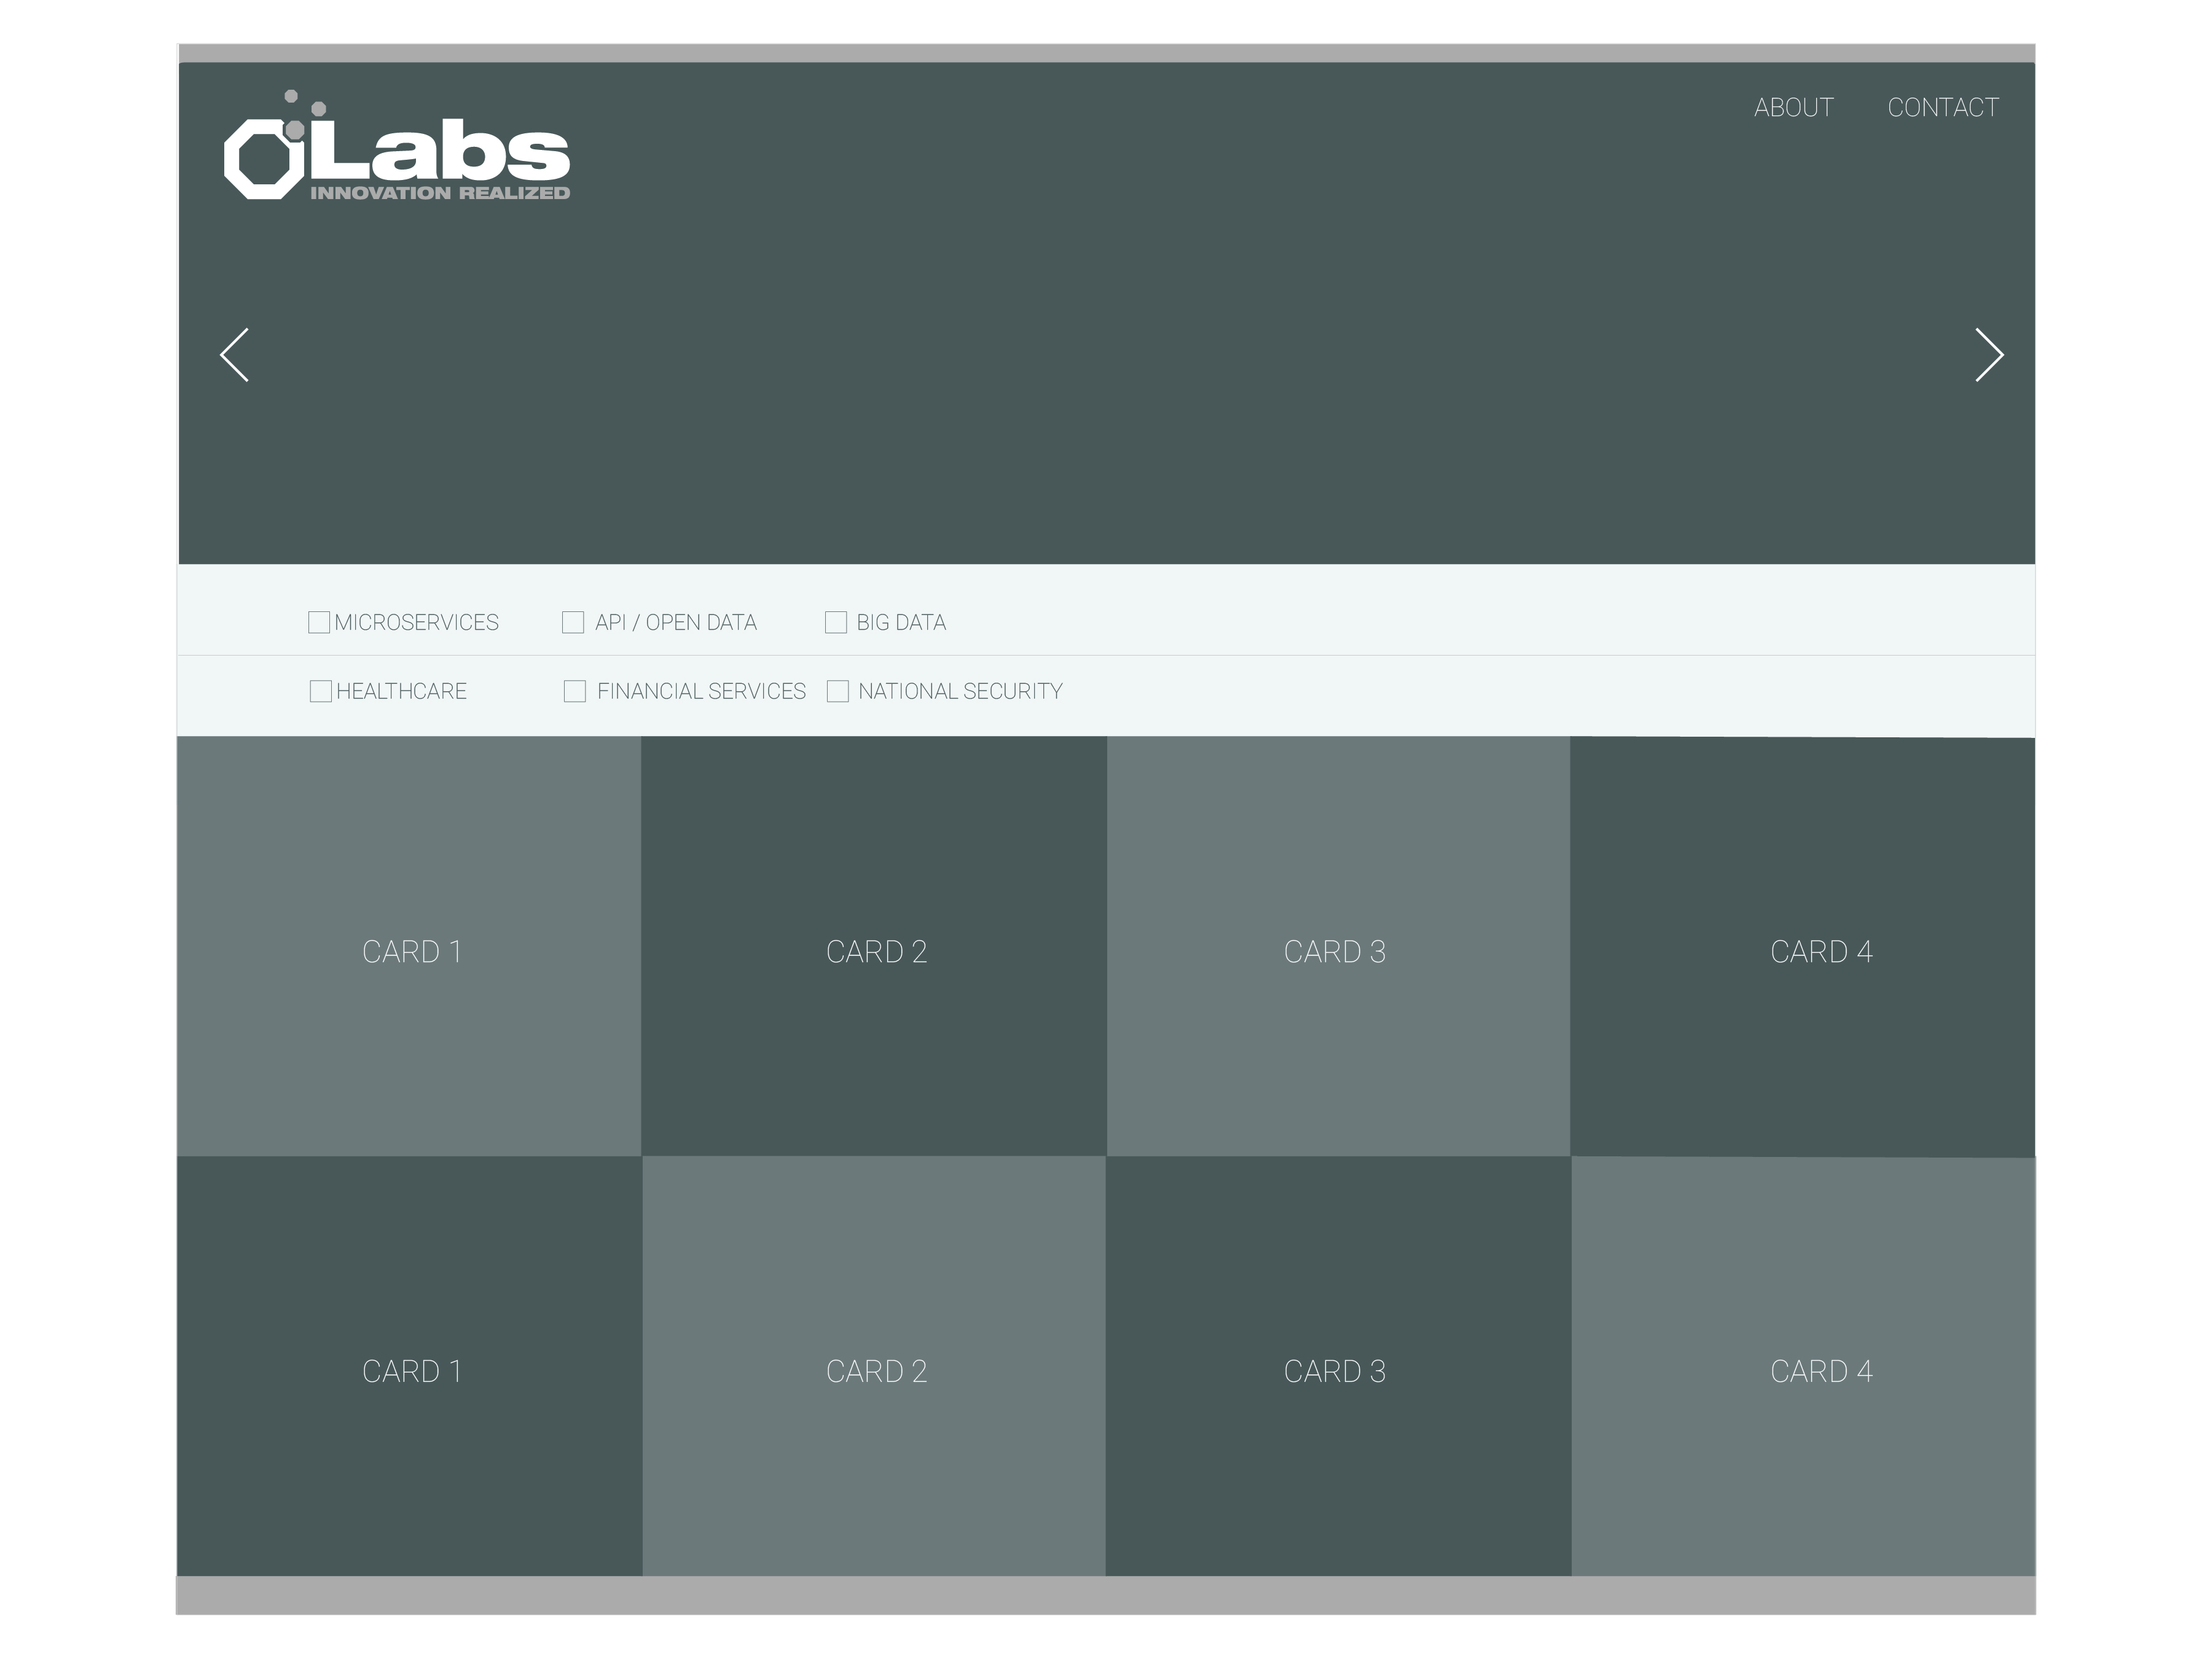 Labs
INNOVATION REALIZED
ABOUT CONTACT
MICROSERVICES API / OPEN DATA BIG DATA
HEALTHCARE FINANCIAL SERVICES NATIONAL SECURITY
CARD 1 CARD 2 CARD 3 CARD 4
CARD 1 CARD 2 CARD 3 CARD 4